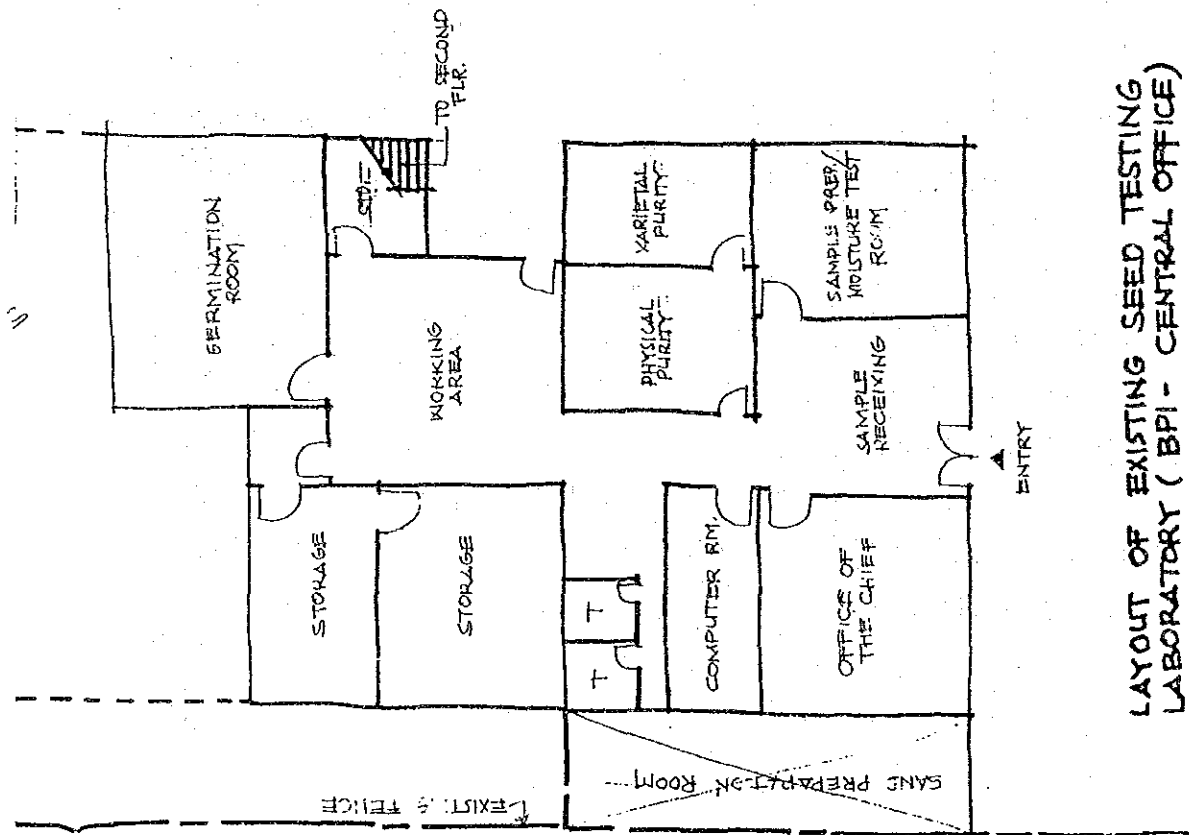 TO SECOND
FLR.
GERMINATION
ROOM
SIDE
WORKING
AREA
VARIETAL
PURITY
PHYSICAL
PURITY
SAMPLE PREP/
MOISTURE TEST
ROOM
STORAGE
STORAGE
T
T
COMPUTER RM.
SAMPLE
RECEIVING
OFFICE OF
THE CHIEF
ENTRY
EXIST.G FENCE
SAND PREPARATION
ROOM
LAYOUT OF EXISTING SEED TESTING
LABORATORY ( BPI - CENTRAL OFFICE)